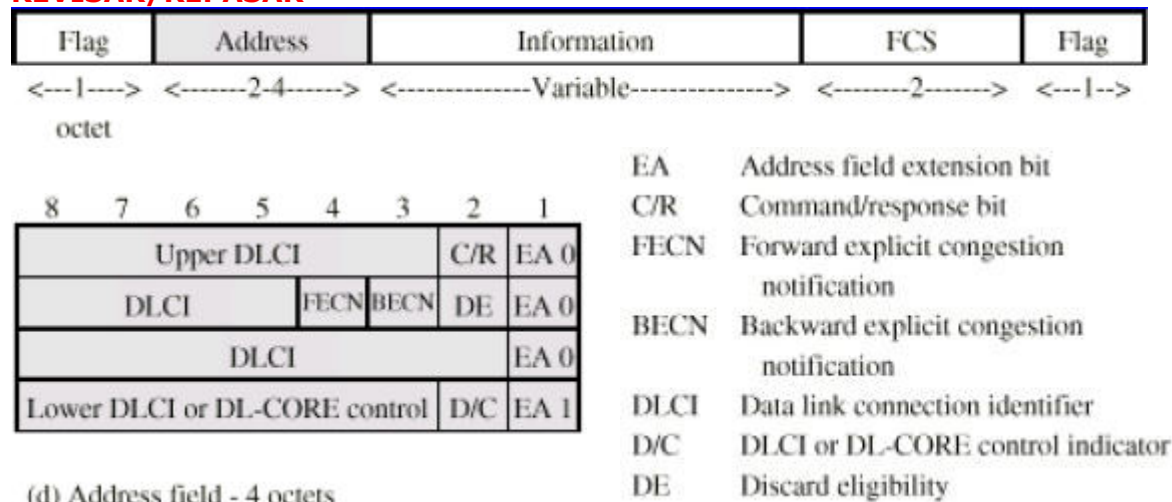 REVISAR, REPASAR
Flag Address Information FCS Flag
<---1----> <-------2-4------> <--------------Variable---------------> <--------2-------> <---1-->
octet
8 7 6 5 4 3 2 1
Upper DLCI C/R EA 0
DLCI FECN BECN DE EA 0
DLCI EA 0
Lower DLCI or DL-CORE control D/C EA 1
(d) Address field - 4 octets
EA Address field extension bit
C/R Command/response bit
FECN Forward explicit congestion
notification
BECN Backward explicit congestion
notification
DLCI Data link connection identifier
D/C DLCI or DL-CORE control indicator
DE Discard eligibility